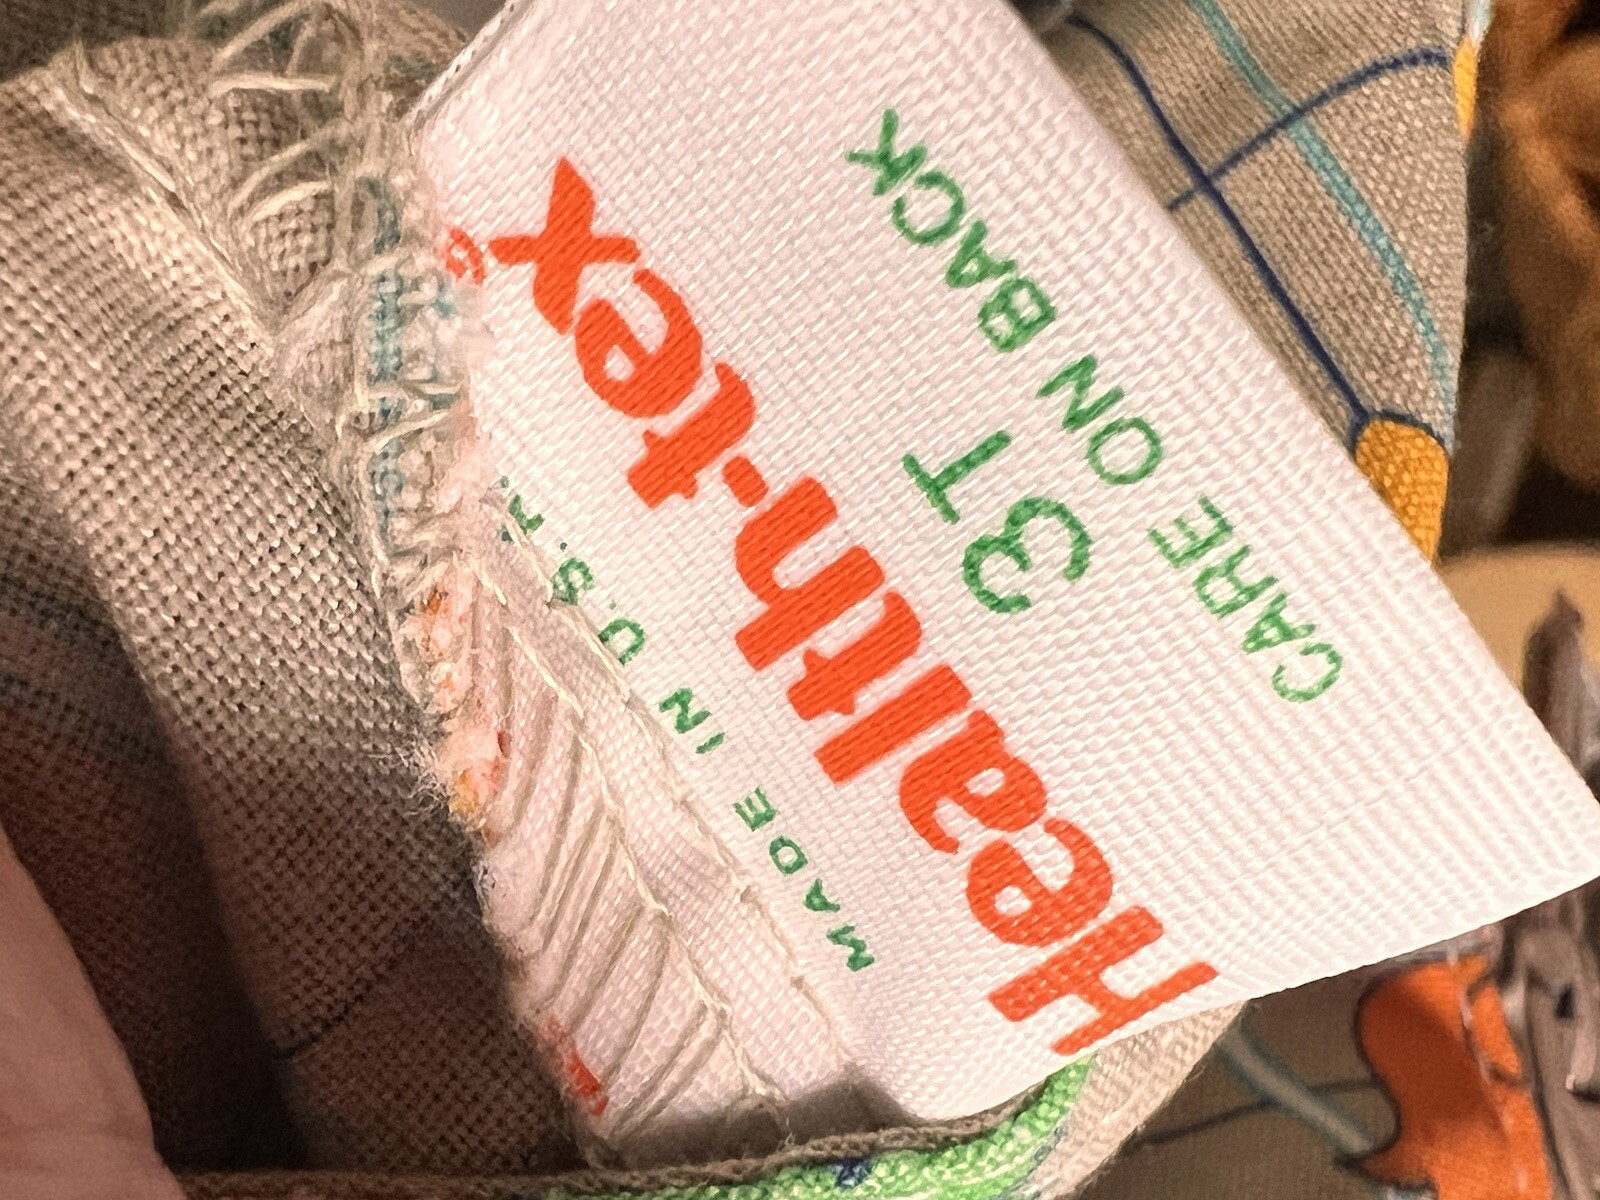 MADE IN U.S.A.
Health-tex®
3T
CARE ON BACK